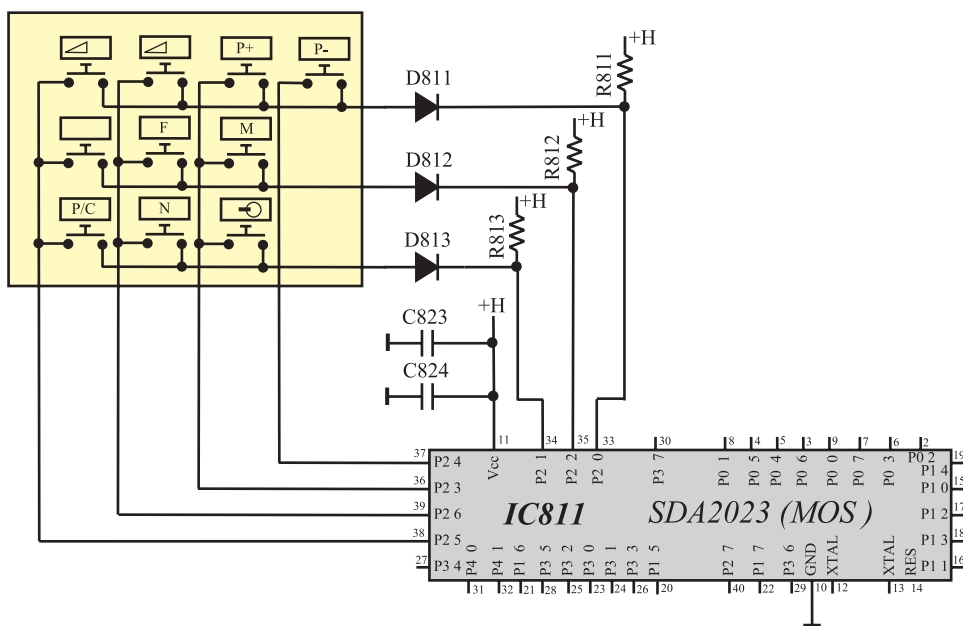 P+ P-
F M
P/C N
D811
D812
D813
+H
R811
+H
R812
+H
R813
+H
C823
C824
11 34 35 33 30 8 4 5 3 9 7 6 2
Vcc P2 1 P2 2 P2 0 P3 7 P0 1 P0 5 P0 4 P0 6 P0 0 P0 7 P0 3 P0 2
37 P2 4
36 P2 3
39 P2 6
38 P2 5
27 P3 4
IC811 SDA2023 (MOS)
P1 4 19
P1 0 15
P1 2 17
P1 3 18
P1 1 16
P4 0 P4 1 P1 6 P3 5 P3 2 P3 0 P3 1 P3 3 P1 5 P2 7 P1 7 P3 6 GND XTAL XTAL RES
31 32 21 28 25 23 24 26 20 40 22 29 10 12 13 14